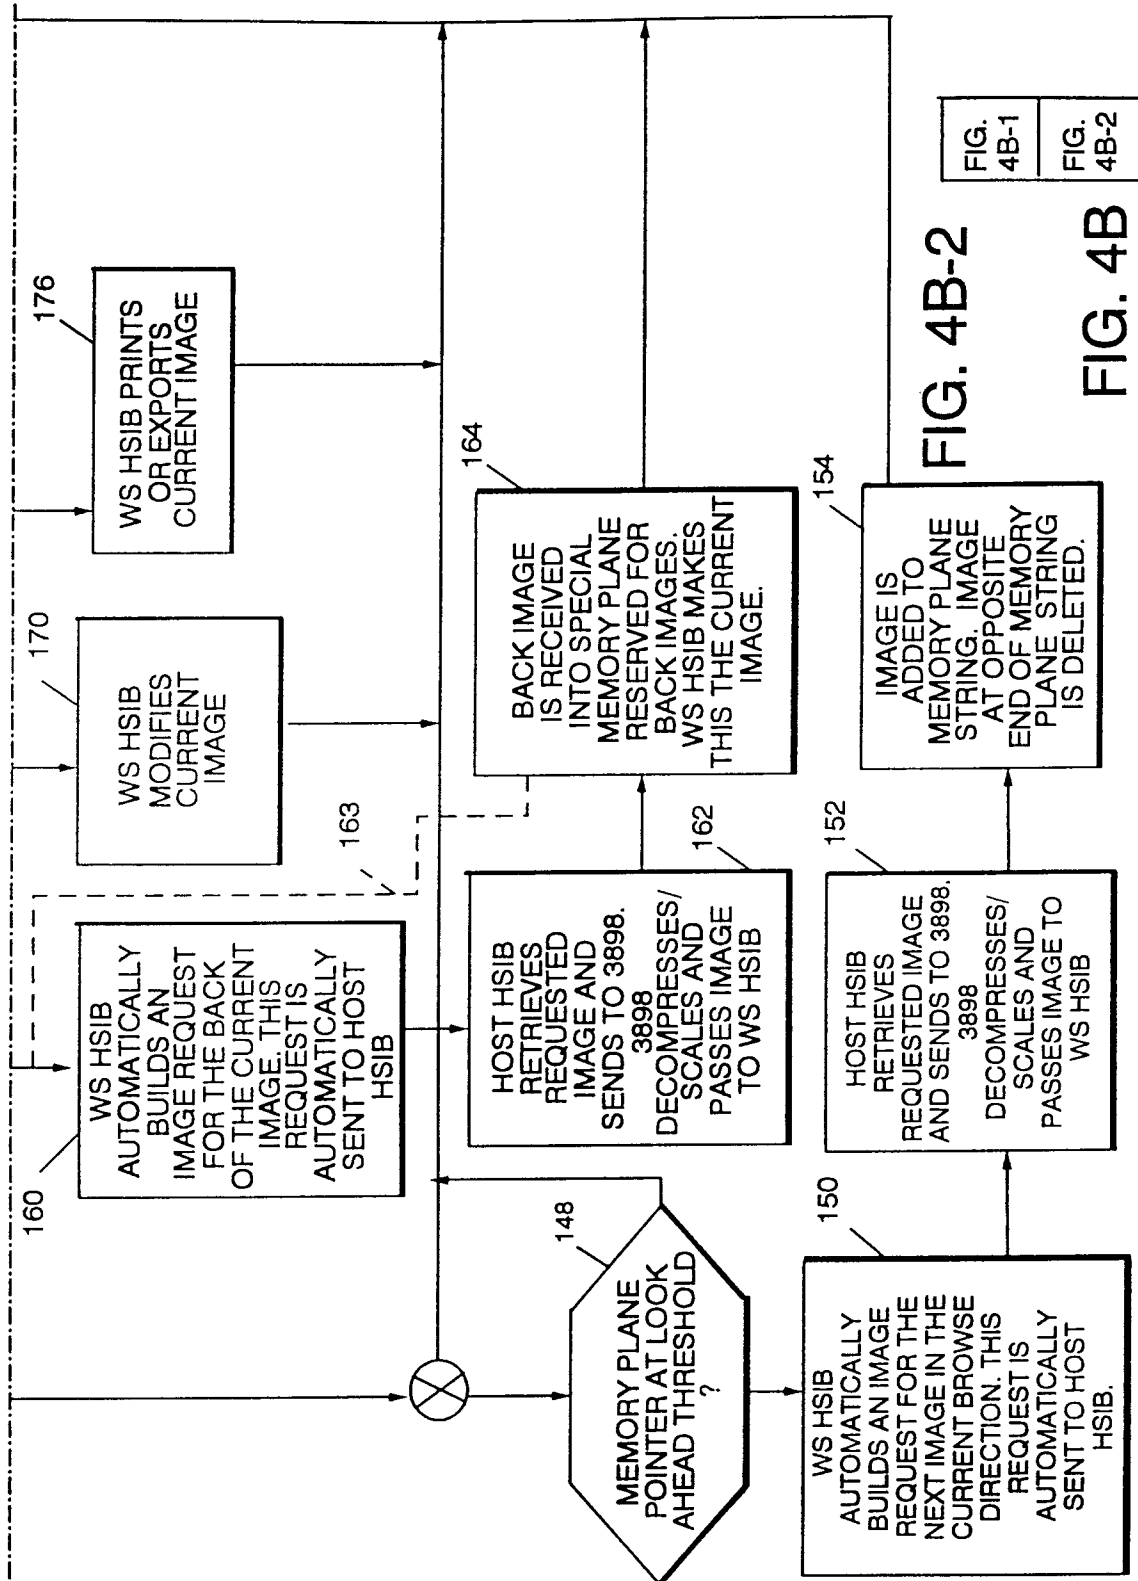 160
WS HSIB
AUTOMATICALLY
BUILDS AN
IMAGE REQUEST
FOR THE BACK
OF THE CURRENT
IMAGE. THIS
REQUEST IS
AUTOMATICALLY
SENT TO HOST
HSIB
163
170
WS HSIB
MODIFIES
CURRENT
IMAGE
176
WS HSIB PRINTS
OR EXPORTS
CURRENT IMAGE
148
MEMORY PLANE
POINTER AT LOOK
AHEAD THRESHOLD
?
HOST HSIB
RETRIEVES
REQUESTED
IMAGE AND
SENDS TO 3898.
3898
DECOMPRESSES/
SCALES AND
PASSES IMAGE
TO WS HSIB
162
164
BACK IMAGE
IS RECEIVED
INTO SPECIAL
MEMORY PLANE
RESERVED FOR
BACK IMAGES.
WS HSIB MAKES
THIS THE CURRENT
IMAGE.
150
WS HSIB
AUTOMATICALLY
BUILDS AN IMAGE
REQUEST FOR THE
NEXT IMAGE IN THE
CURRENT BROWSE
DIRECTION. THIS
REQUEST IS
AUTOMATICALLY
SENT TO HOST
HSIB.
152
HOST HSIB
RETRIEVES
REQUESTED IMAGE
AND SENDS TO 3898.
3898
DECOMPRESSES/
SCALES AND
PASSES IMAGE TO
WS HSIB
154
IMAGE IS
ADDED TO
MEMORY PLANE
STRING. IMAGE
AT OPPOSITE
END OF MEMORY
PLANE STRING
IS DELETED.
FIG. 4B-2
FIG.
4B-1
FIG.
4B-2
FIG. 4B